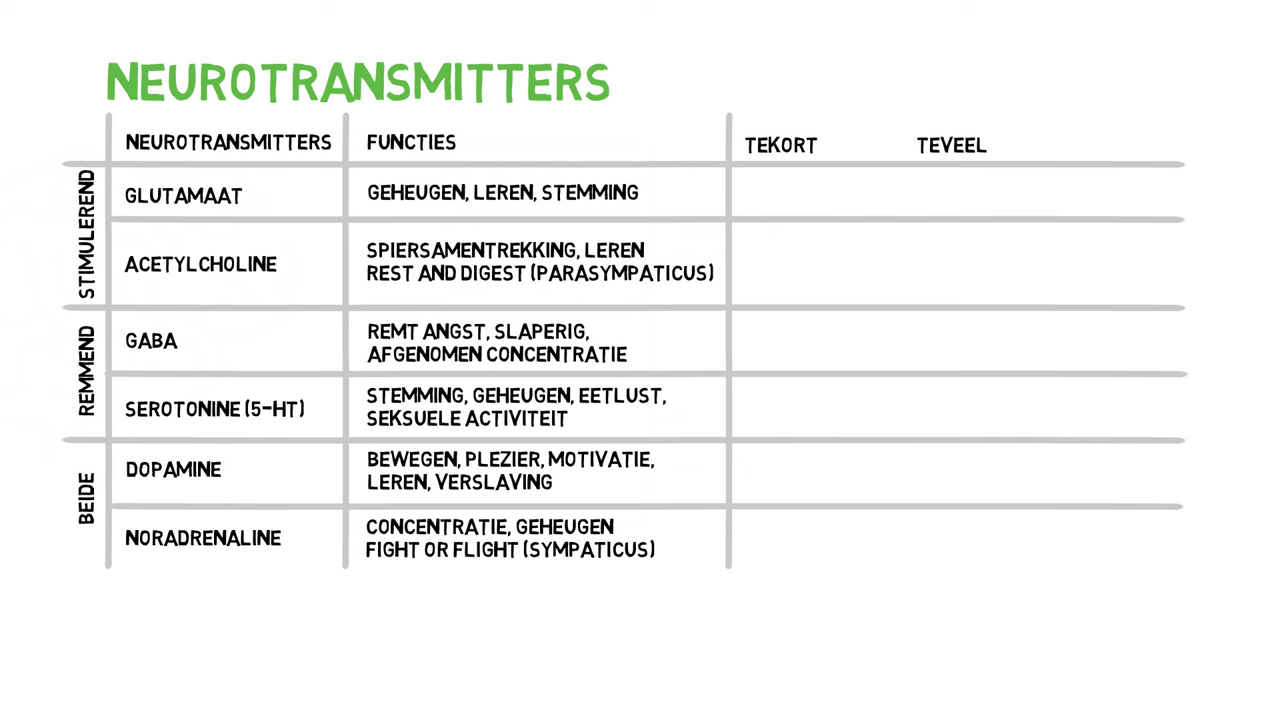 NEUROTRANSMITTERS
NEUROTRANSMITTERS FUNCTIES TEKORT TEVEEL
STIMULEREND
GLUTAMAAT GEHEUGEN, LEREN, STEMMING
ACETYLCHOLINE SPIERSAMENTREKKING, LEREN
REST AND DIGEST (PARASYMPATICUS)
REMMEND
GABA REMT ANGST, SLAPERIG,
AFGENOMEN CONCENTRATIE
SEROTONINE (5-HT) STEMMING, GEHEUGEN, EETLUST,
SEKSUELE ACTIVITEIT
BEIDE
DOPAMINE BEWEGEN, PLEZIER, MOTIVATIE,
LEREN, VERSLAVING
NORADRENALINE CONCENTRATIE, GEHEUGEN
FIGHT OR FLIGHT (SYMPATICUS)